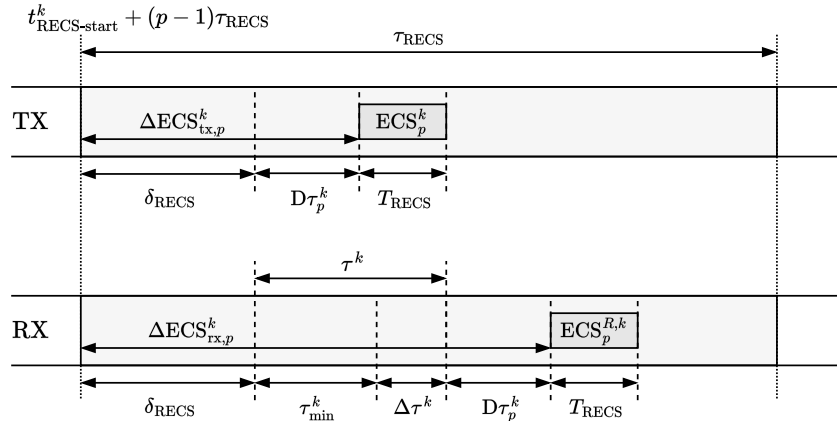 t^k_RECS-start + (p − 1)τ_RECS
τ_RECS
TX
ΔECS^k_tx,p
ECS^k_p
δ_RECS
Dτ^k_p
T_RECS
τ^k
RX
ΔECS^k_rx,p
ECS^R,k_p
δ_RECS
τ^k_min
Δτ^k
Dτ^k_p
T_RECS